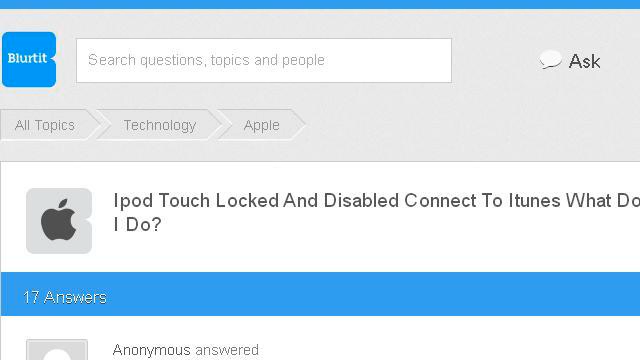 Blurtit
Search questions, topics and people
Ask
All Topics
Technology
Apple
Ipod Touch Locked And Disabled Connect To Itunes What Do
I Do?
17 Answers
Anonymous answered